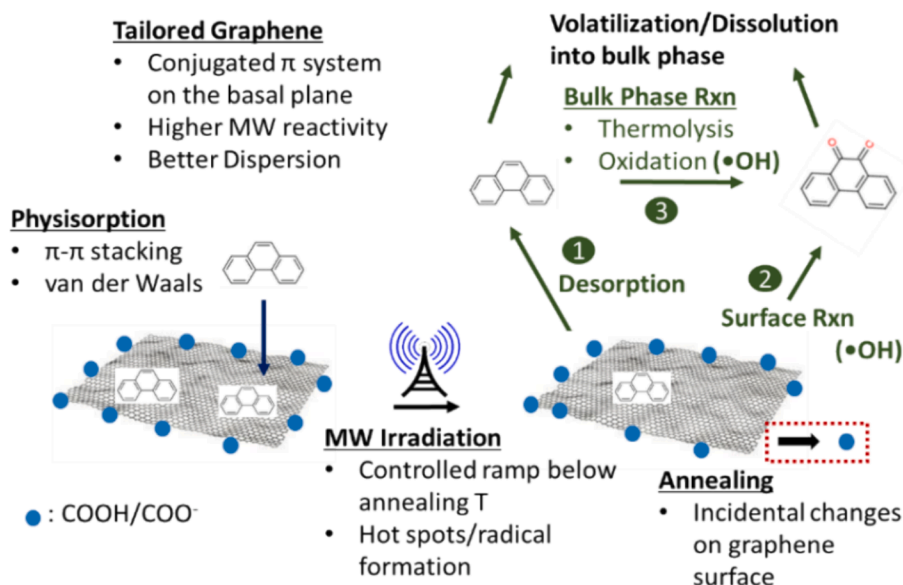 Tailored Graphene
• Conjugated π system
on the basal plane
• Higher MW reactivity
• Better Dispersion
Volatilization/Dissolution
into bulk phase
Bulk Phase Rxn
• Thermolysis
• Oxidation (•OH)
3
O O
Physisorption
• π-π stacking
• van der Waals
1
Desorption
2
Surface Rxn
(•OH)
MW Irradiation
• Controlled ramp below
annealing T
• Hot spots/radical
formation
Annealing
• Incidental changes
on graphene
surface
: COOH/COO⁻